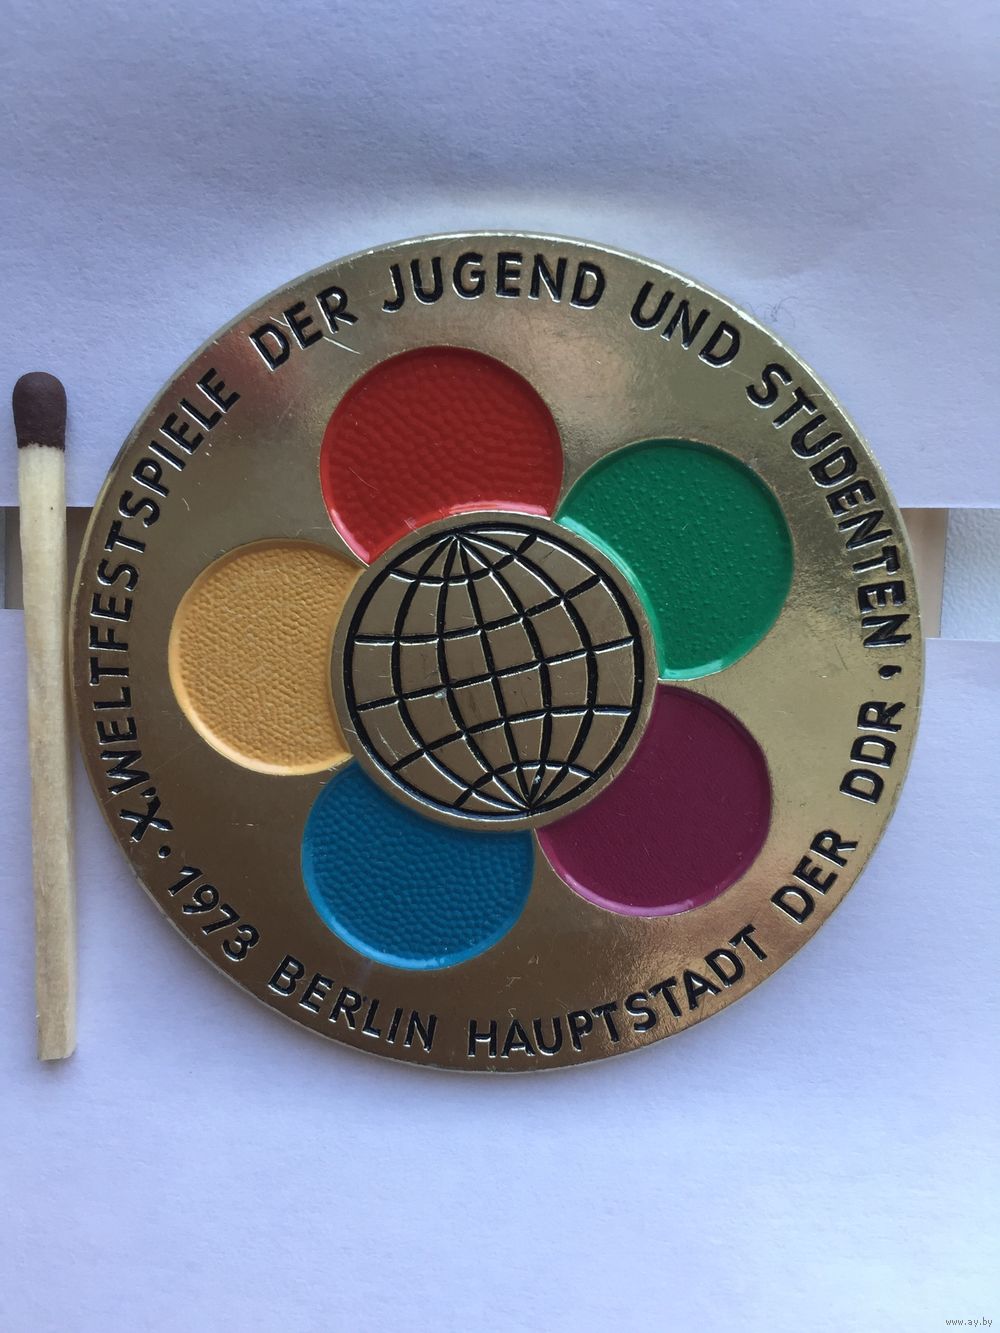 X. WELTFESTSPIELE DER JUGEND UND STUDENTEN •
1973 BERLIN HAUPTSTADT DER DDR •
www.ay.by